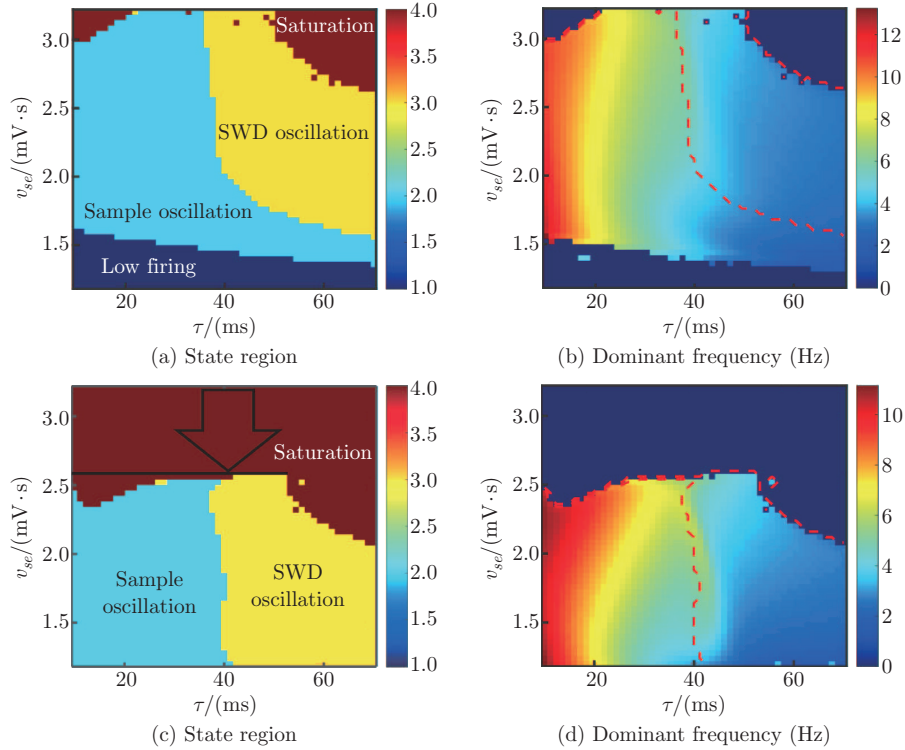 4.0
3.5
3.0
2.5
2.0
1.5
1.0
Saturation
SWD oscillation
Sample oscillation
Low firing
3.0
2.5
2.0
1.5
v_se/(mV·s)
20
40
60
τ/(ms)
(a) State region
12
10
8
6
4
2
0
3.0
2.5
2.0
1.5
v_se/(mV·s)
20
40
60
τ/(ms)
(b) Dominant frequency (Hz)
4.0
3.5
3.0
2.5
2.0
1.5
1.0
Saturation
Sample
oscillation
SWD
oscillation
3.0
2.5
2.0
1.5
v_se/(mV·s)
20
40
60
τ/(ms)
(c) State region
10
8
6
4
2
0
3.0
2.5
2.0
1.5
v_se/(mV·s)
20
40
60
τ/(ms)
(d) Dominant frequency (Hz)